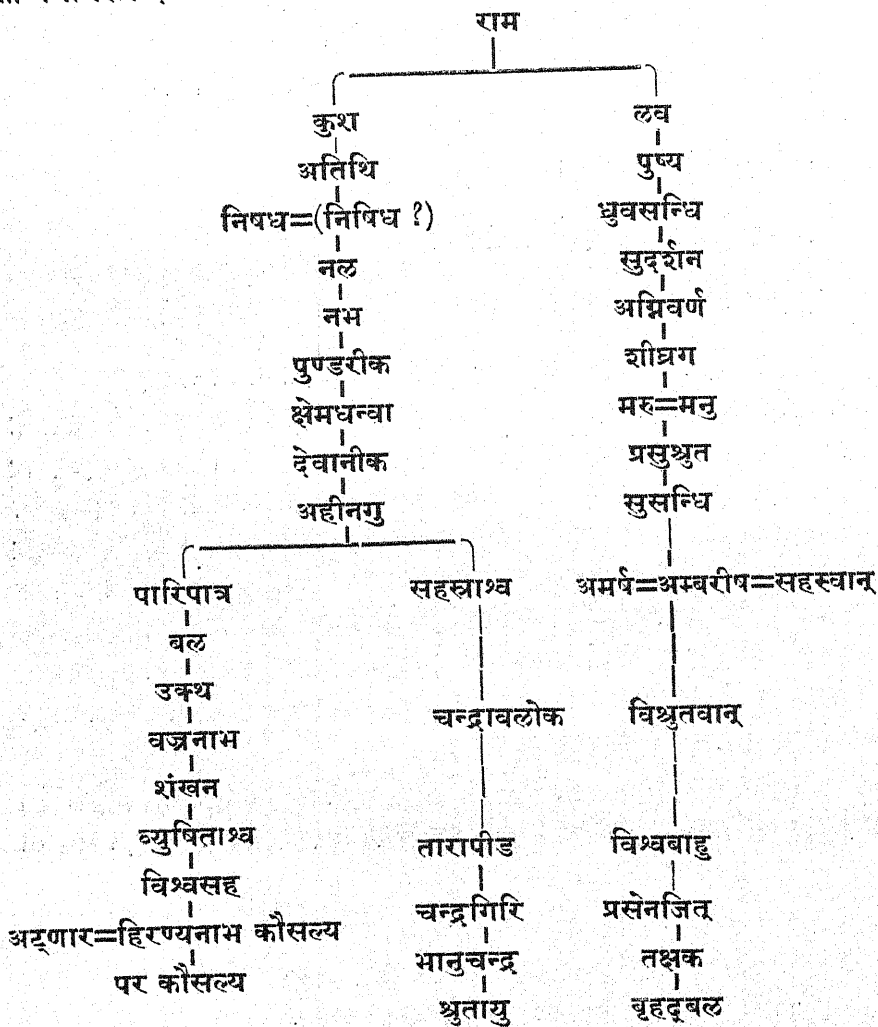 राम
कुश लव
अतिथि पुष्य
निषध=(निषिध ?) ध्रुवसन्धि
नल सुदर्शन
नभ अग्निवर्ण
पुण्डरीक शीघ्रग
क्षेमधन्वा मरु=मनु
देवानीक प्रसुश्रुत
अहीनगु सुसन्धि
पारिपात्र सहस्राश्व अमर्ष=अम्बरीष=सहस्वान्
बल
उक्थ चन्द्रावलोक विश्रुतवान्
वज्रनाभ
शंखन
व्युषिताश्व तारापीड विश्वबाहु
विश्वसह चन्द्रगिरि प्रसेनजित्
अट्णार=हिरण्यनाभ कौसल्य भानुचन्द्र तक्षक
पर कौसल्य श्रुतायु बृहद्बल